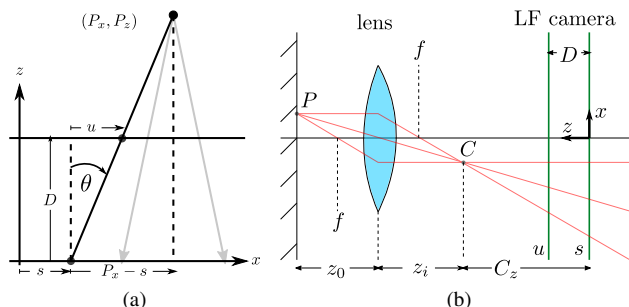 (P_x, P_z)
z
u
θ
D
s
P_x − s
x
(a)
lens
LF camera
f
D
P
x
z
C
f
u
s
z_0
z_i
C_z
(b)